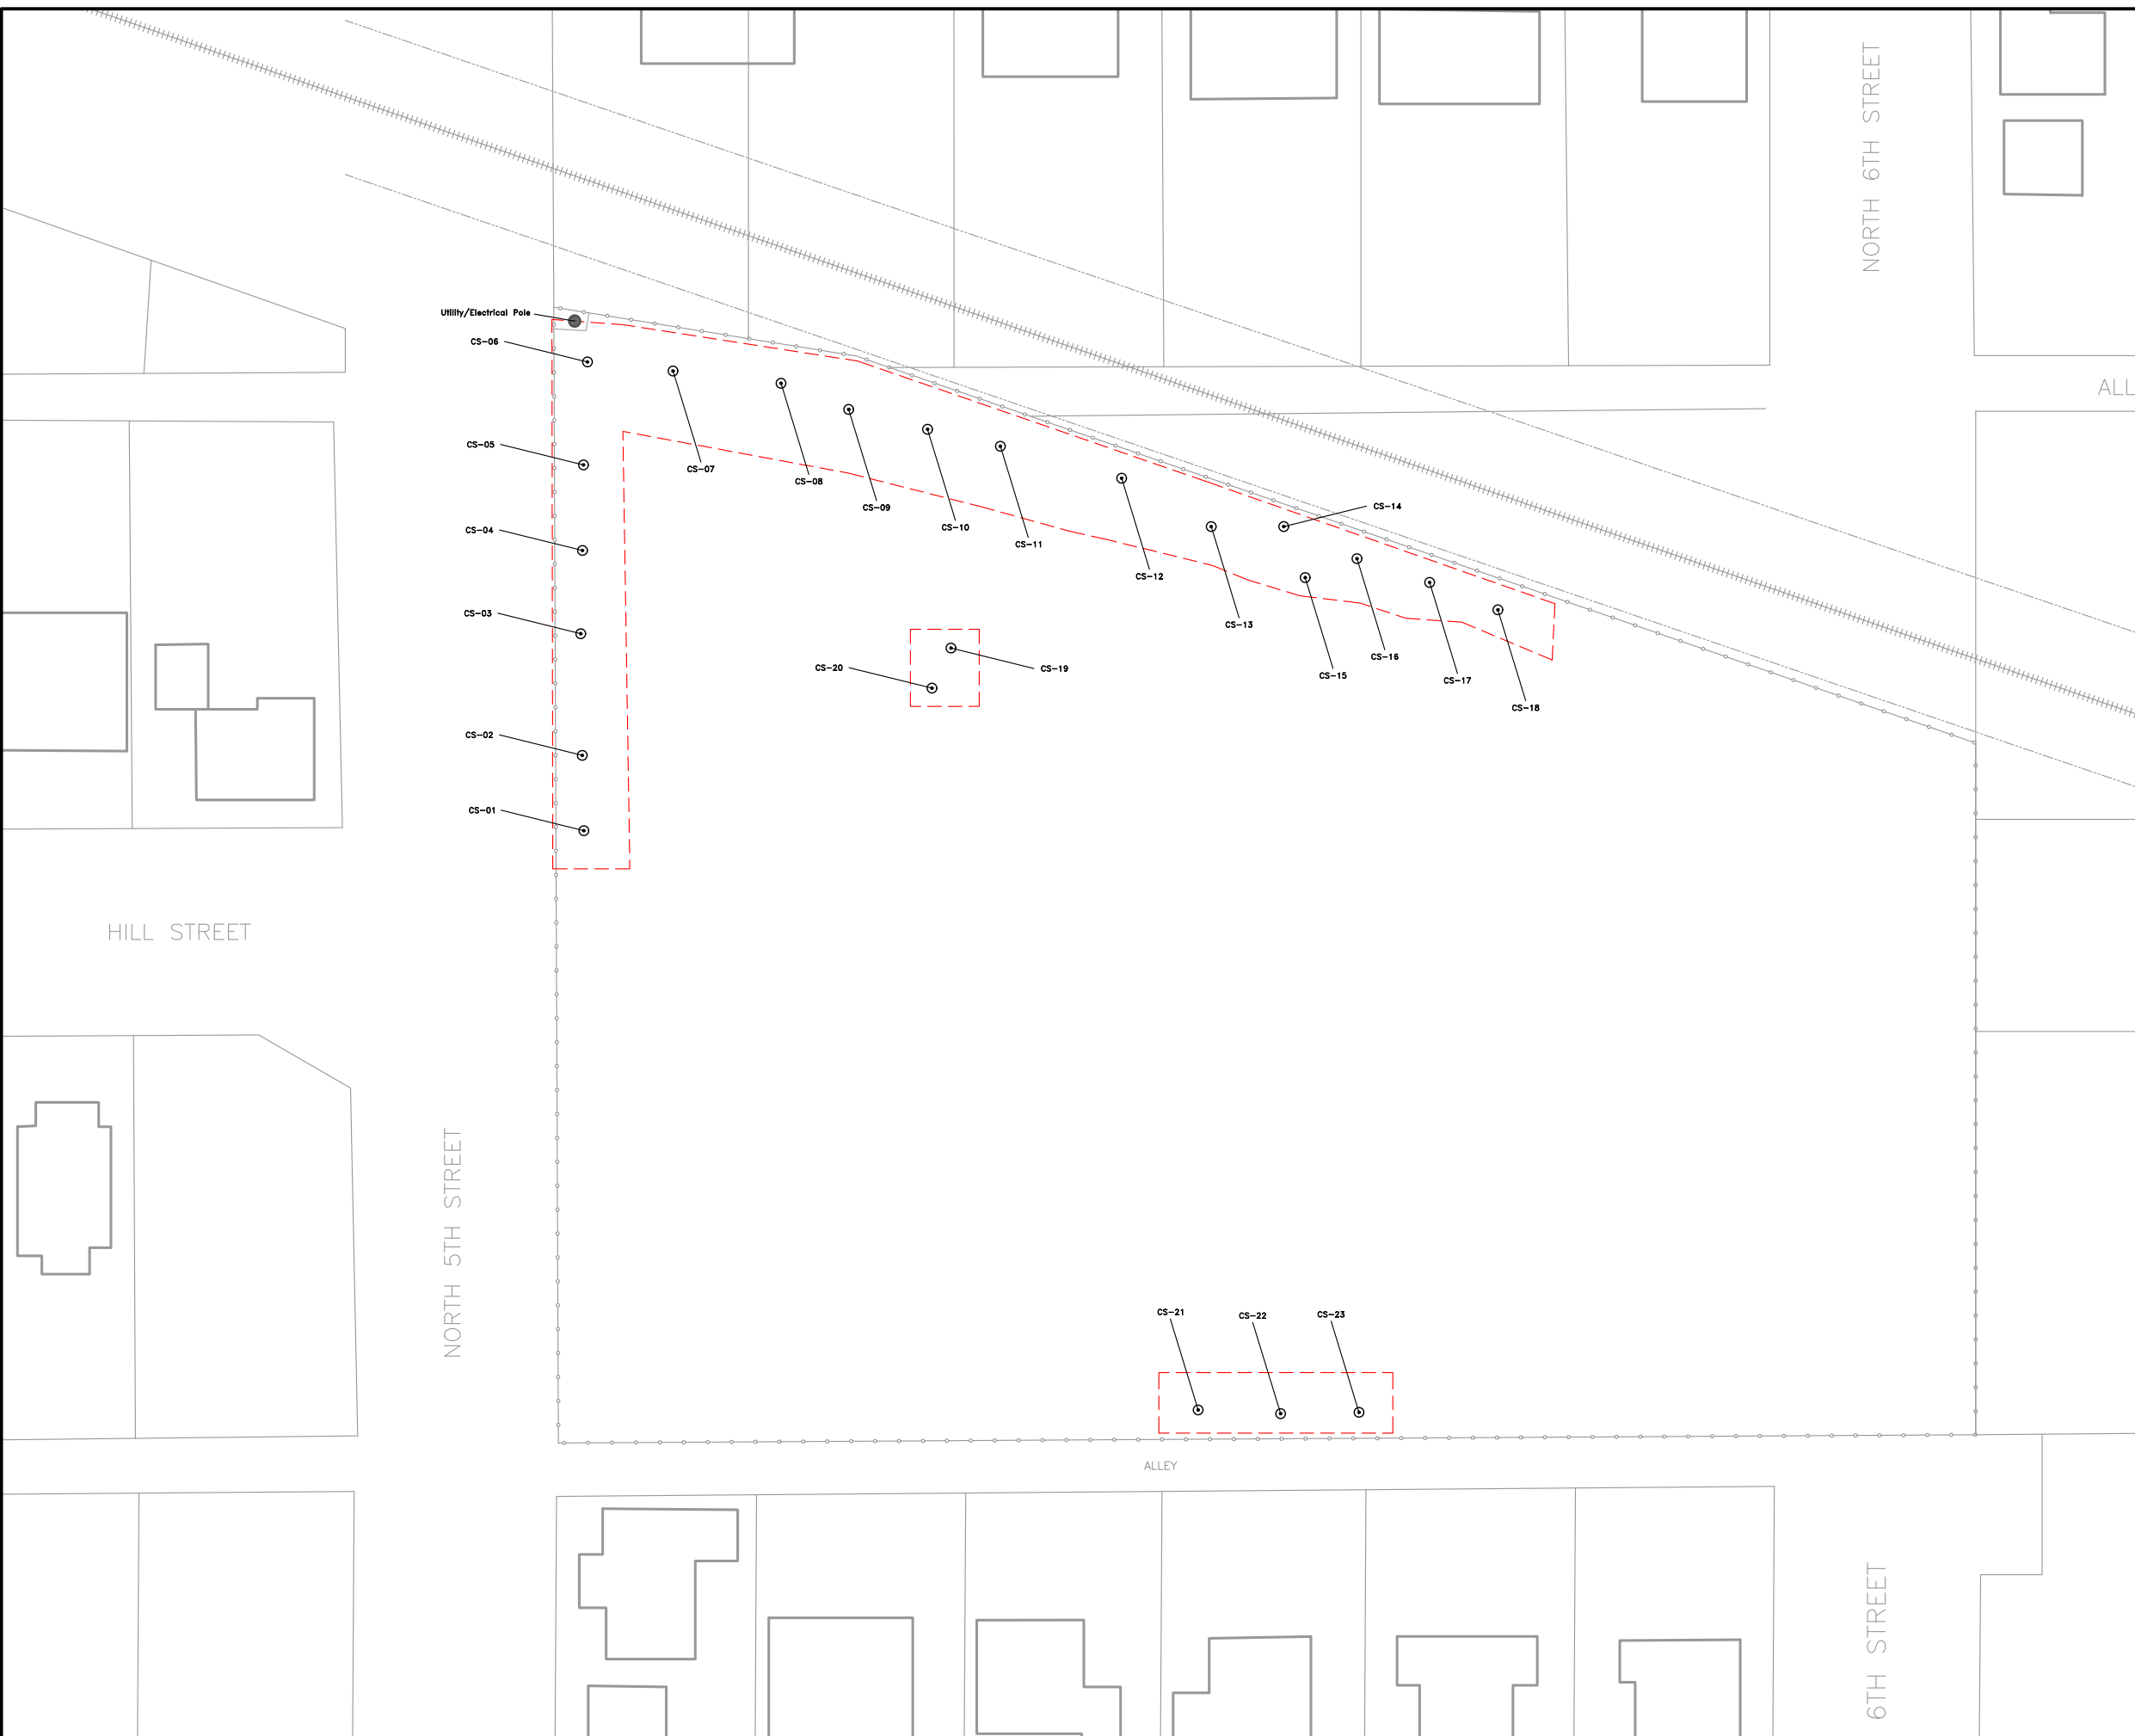 NORTH 6TH STREET
Utility/Electrical Pole
CS-06
ALL
CS-05
CS-07
CS-08
CS-09
CS-14
CS-10
CS-04
CS-11
CS-12
CS-03
CS-13
CS-16
CS-20
CS-19
CS-15
CS-17
CS-18
CS-02
CS-01
HILL STREET
NORTH 5TH STREET
CS-21
CS-22
CS-23
ALLEY
6TH STREET